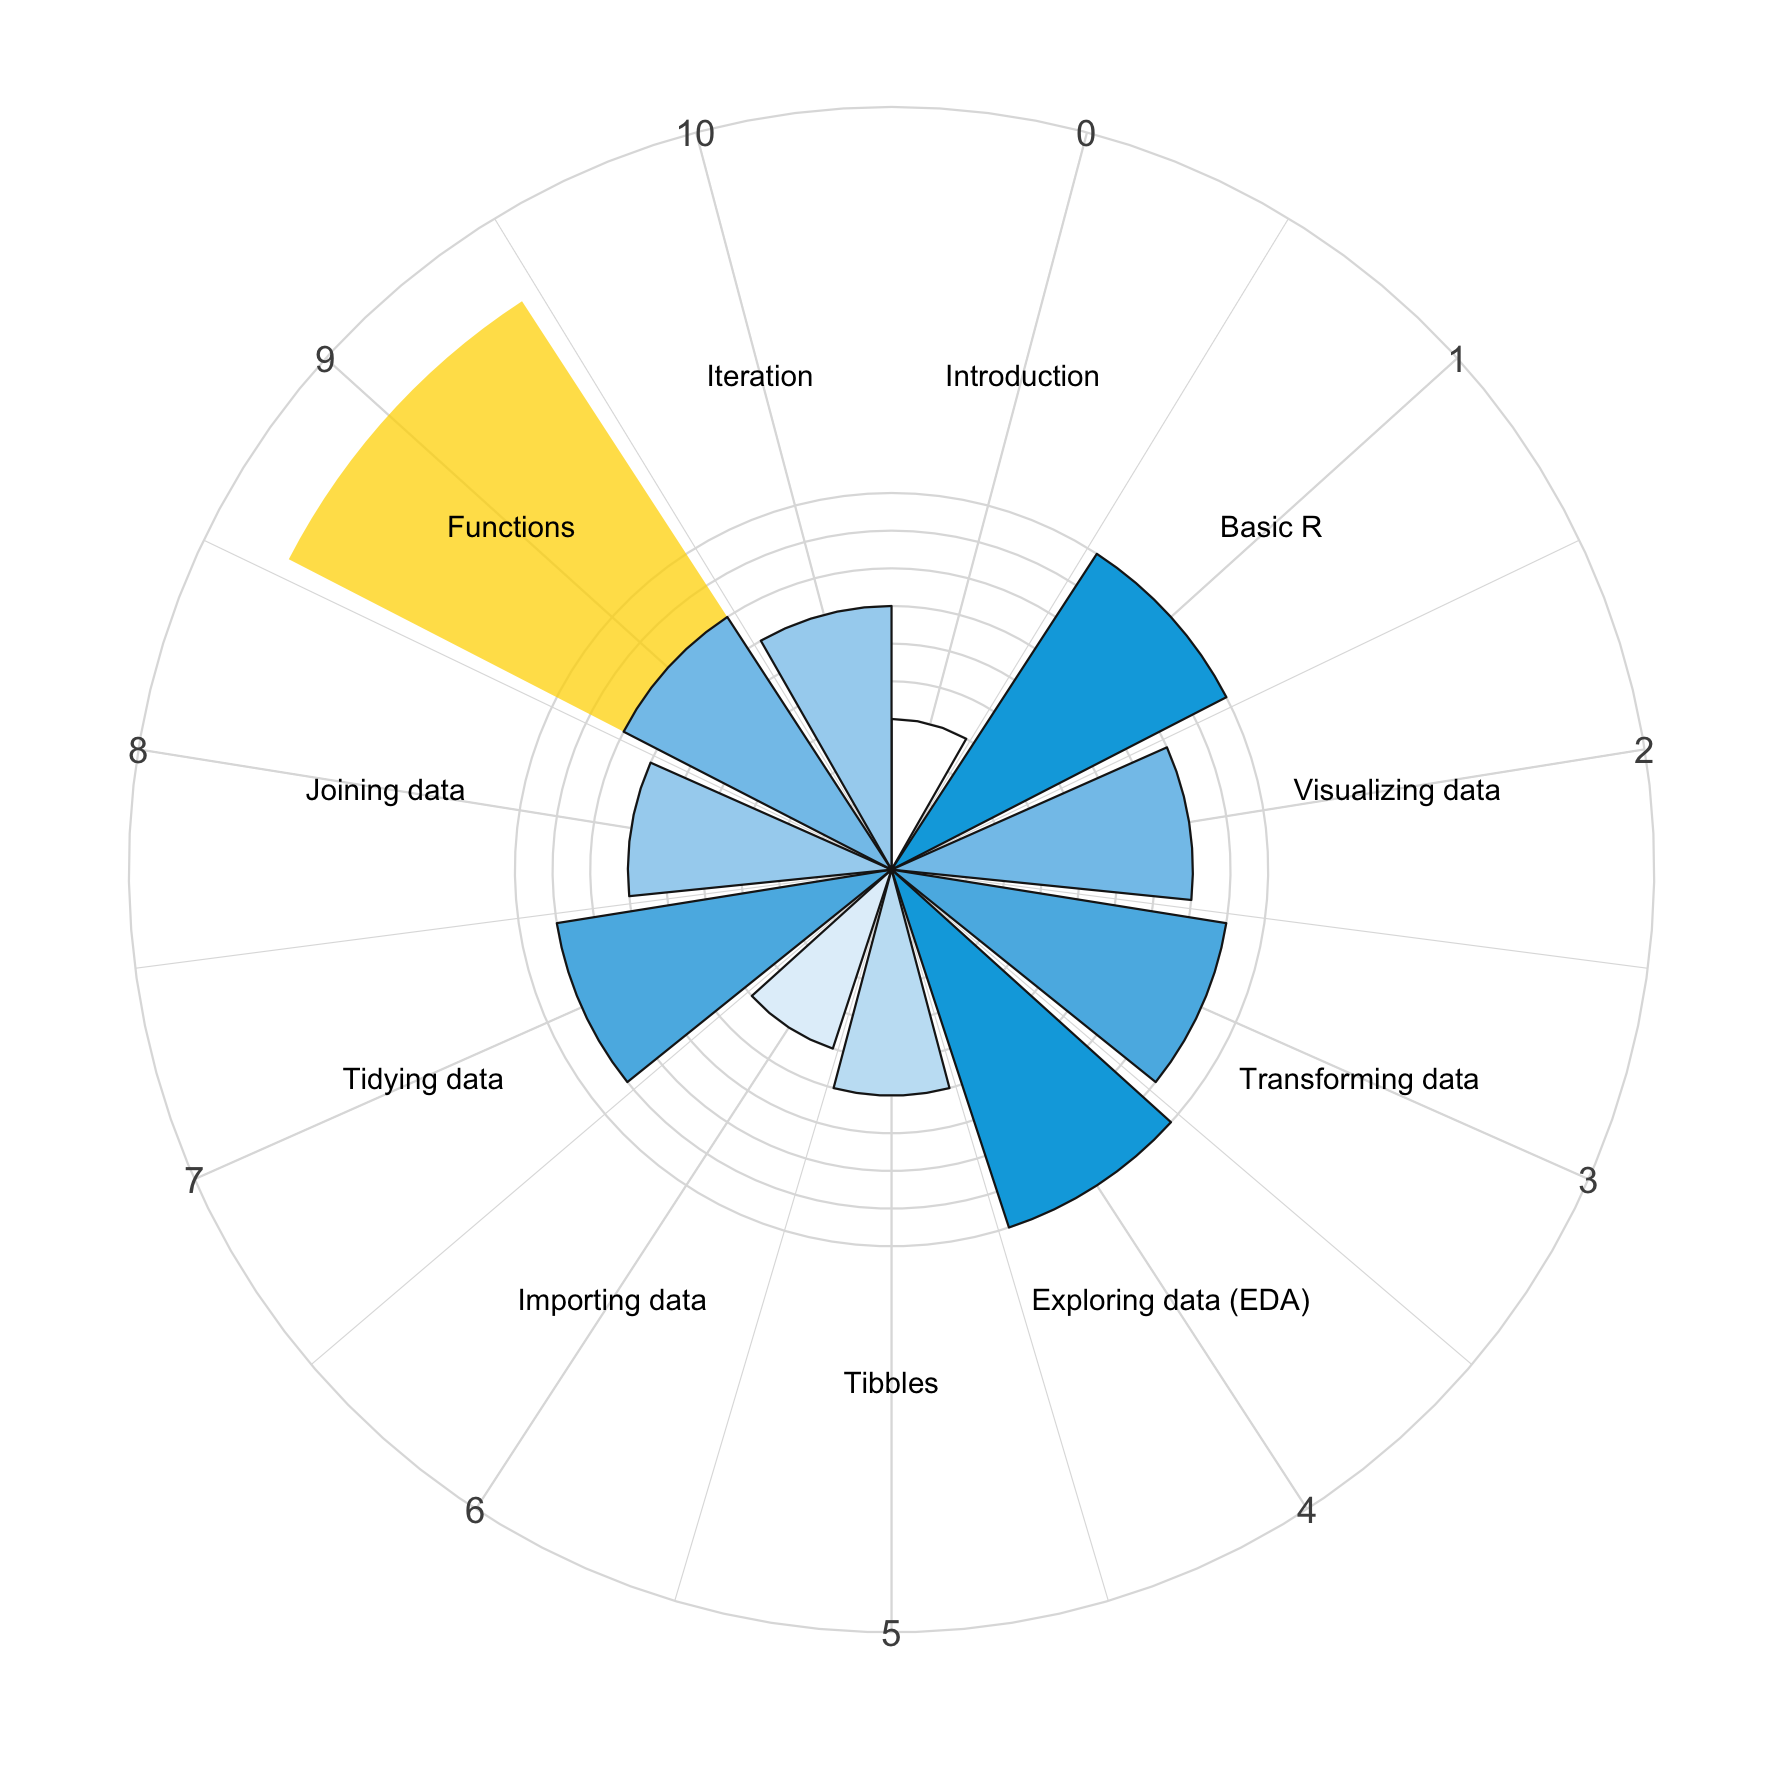 10
0
9
1
Iteration
Introduction
Functions
Basic R
8
2
Joining data
Visualizing data
Tidying data
Transforming data
7
3
Importing data
Exploring data (EDA)
Tibbles
6
4
5